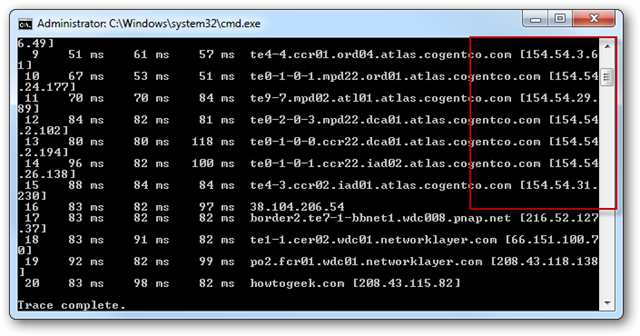 Administrator: C:\Windows\system32\cmd.exe
6.49]
9 51 ms 61 ms 57 ms te4-4.ccr01.ord04.atlas.cogentco.com [154.54.3.6
1]
10 67 ms 53 ms 51 ms te0-1-0-1.mpd22.ord01.atlas.cogentco.com [154.54
.24.177]
11 70 ms 70 ms 84 ms te9-7.mpd02.atl01.atlas.cogentco.com [154.54.29.
89]
12 84 ms 82 ms 81 ms te0-2-0-3.mpd22.dca01.atlas.cogentco.com [154.54
.2.102]
13 80 ms 80 ms 118 ms te0-1-0-0.ccr22.dca01.atlas.cogentco.com [154.54
.2.194]
14 96 ms 82 ms 100 ms te0-1-0-1.ccr22.iad02.atlas.cogentco.com [154.54
.26.138]
15 88 ms 84 ms 84 ms te4-3.ccr02.iad01.atlas.cogentco.com [154.54.31.
230]
16 83 ms 82 ms 97 ms 38.104.206.54
17 83 ms 82 ms 82 ms border2.te7-1-bbnet1.wdc008.pnap.net [216.52.127
.37]
18 83 ms 91 ms 82 ms te1-1.cer02.wdc01.networklayer.com [66.151.100.7
0]
19 92 ms 82 ms 99 ms po2.fcr01.wdc01.networklayer.com [208.43.118.138
]
20 83 ms 98 ms 82 ms howtogeek.com [208.43.115.82]
Trace complete.